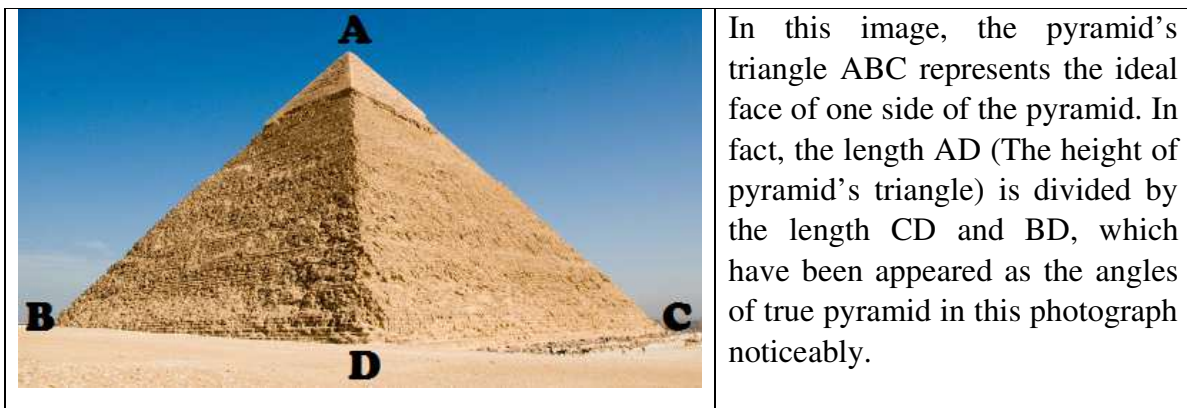 A
B
C
D
In this image, the pyramid’s
triangle ABC represents the ideal
face of one side of the pyramid. In
fact, the length AD (The height of
pyramid’s triangle) is divided by
the length CD and BD, which
have been appeared as the angles
of true pyramid in this photograph
noticeably.